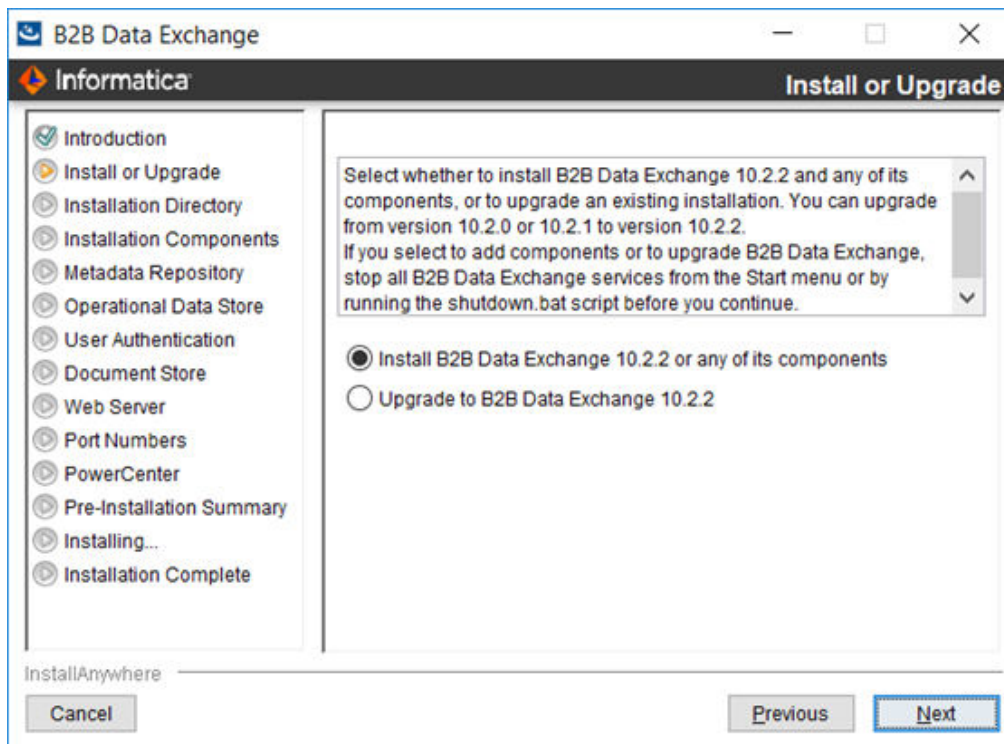 B2B Data Exchange
Informatica
Install or Upgrade
Introduction
Install or Upgrade
Installation Directory
Installation Components
Metadata Repository
Operational Data Store
User Authentication
Document Store
Web Server
Port Numbers
PowerCenter
Pre-Installation Summary
Installing...
Installation Complete
Select whether to install B2B Data Exchange 10.2.2 and any of its
components, or to upgrade an existing installation. You can upgrade
from version 10.2.0 or 10.2.1 to version 10.2.2.
If you select to add components or to upgrade B2B Data Exchange,
stop all B2B Data Exchange services from the Start menu or by
running the shutdown.bat script before you continue.
Install B2B Data Exchange 10.2.2 or any of its components
Upgrade to B2B Data Exchange 10.2.2
InstallAnywhere
Cancel
Previous
Next